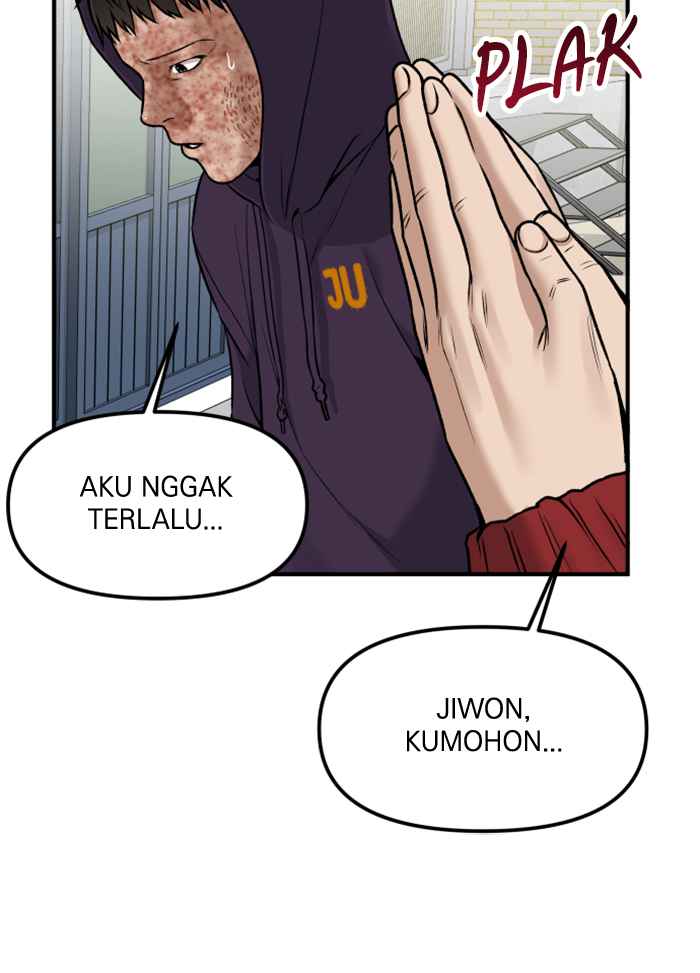 PLAK
JU
AKU NGGAK
TERLALU...
JIWON,
KUMOHON...